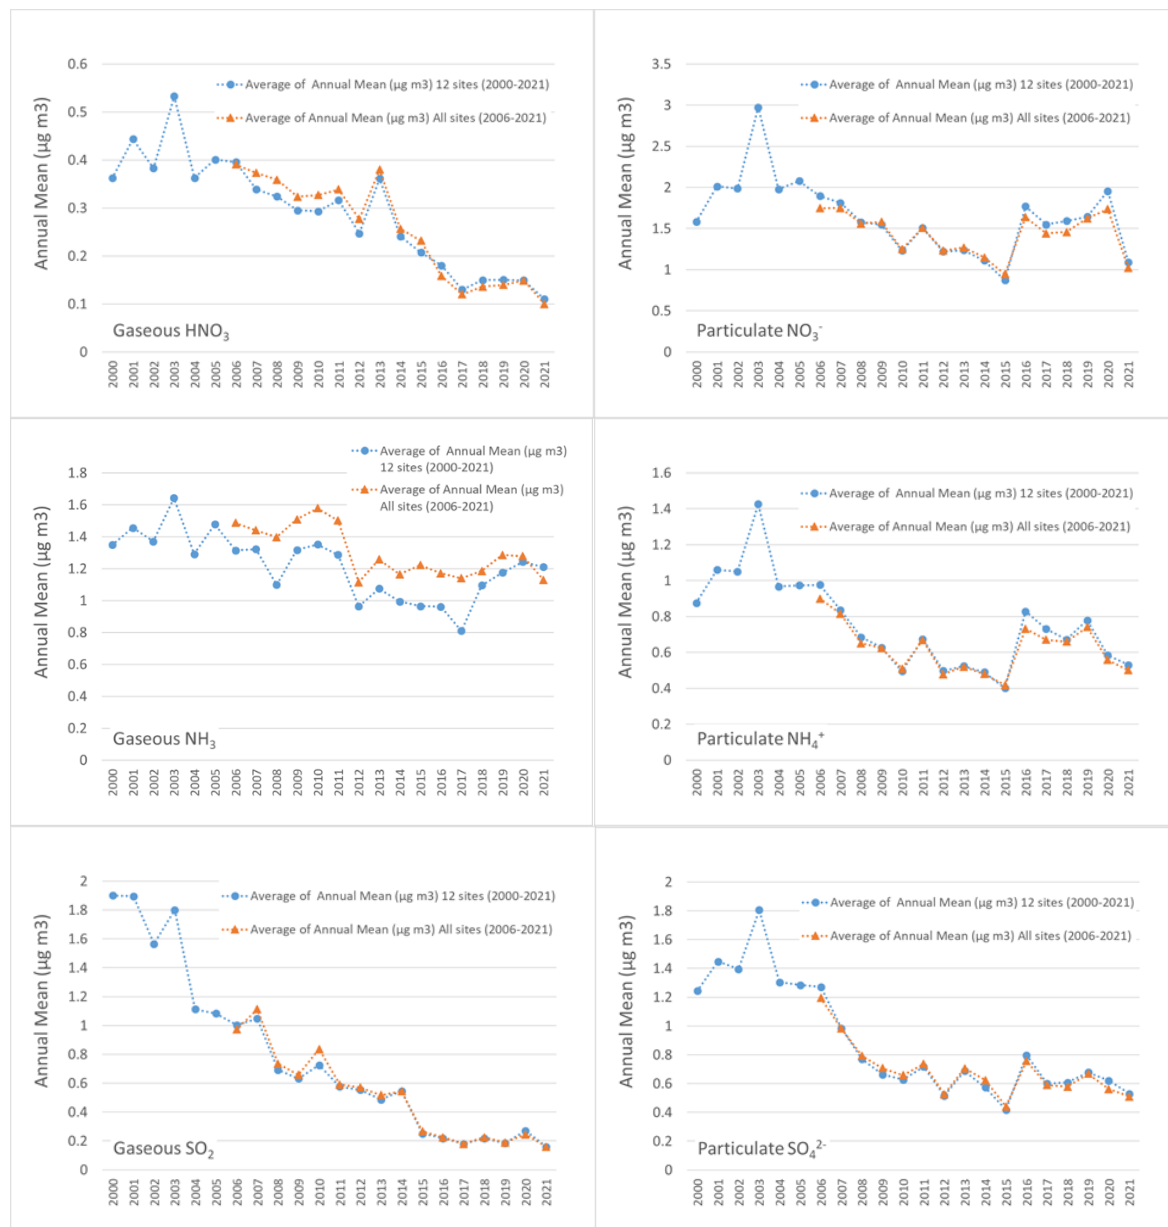 Annual Mean (µg m3)
0.6
0.5
0.4
0.3
0.2
0.1
0
Average of Annual Mean (µg m3) 12 sites (2000-2021)
Average of Annual Mean (µg m3) All sites (2006-2021)
Gaseous HNO₃
2000 2001 2002 2003 2004 2005 2006 2007 2008 2009 2010 2011 2012 2013 2014 2015 2016 2017 2018 2019 2020 2021
Annual Mean (µg m3)
3.5
3
2.5
2
1.5
1
0.5
0
Average of Annual Mean (µg m3) 12 sites (2000-2021)
Average of Annual Mean (µg m3) All sites (2006-2021)
Particulate NO₃⁻
2000 2001 2002 2003 2004 2005 2006 2007 2008 2009 2010 2011 2012 2013 2014 2015 2016 2017 2018 2019 2020 2021
Annual Mean (µg m3)
1.8
1.6
1.4
1.2
1
0.8
0.6
0.4
0.2
0
Average of Annual Mean (µg m3)
12 sites (2000-2021)
Average of Annual Mean (µg m3)
All sites (2006-2021)
Gaseous NH₃
2000 2001 2002 2003 2004 2005 2006 2007 2008 2009 2010 2011 2012 2013 2014 2015 2016 2017 2018 2019 2020 2021
Annual Mean (µg m3)
1.6
1.4
1.2
1
0.8
0.6
0.4
0.2
0
Average of Annual Mean (µg m3) 12 sites (2000-2021)
Average of Annual Mean (µg m3) All sites (2006-2021)
Particulate NH₄⁺
2000 2001 2002 2003 2004 2005 2006 2007 2008 2009 2010 2011 2012 2013 2014 2015 2016 2017 2018 2019 2020 2021
Annual Mean (µg m3)
2
1.8
1.6
1.4
1.2
1
0.8
0.6
0.4
0.2
0
Average of Annual Mean (µg m3) 12 sites (2000-2021)
Average of Annual Mean (µg m3) All sites (2006-2021)
Gaseous SO₂
2000 2001 2002 2003 2004 2005 2006 2007 2008 2009 2010 2011 2012 2013 2014 2015 2016 2017 2018 2019 2020 2021
Annual Mean (µg m3)
2
1.8
1.6
1.4
1.2
1
0.8
0.6
0.4
0.2
0
Average of Annual Mean (µg m3) 12 sites (2000-2021)
Average of Annual Mean (µg m3) All sites (2006-2021)
Particulate SO₄²⁻
2000 2001 2002 2003 2004 2005 2006 2007 2008 2009 2010 2011 2012 2013 2014 2015 2016 2017 2018 2019 2020 2021